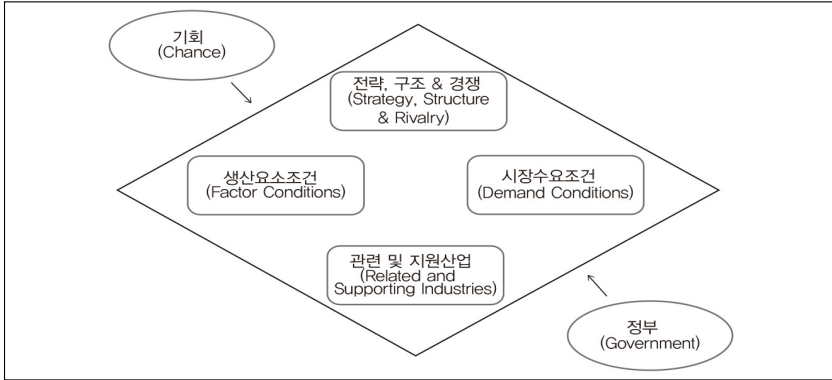 기회
(Chance)
전략, 구조 & 경쟁
(Strategy, Structure
& Rivalry)
생산요소조건
(Factor Conditions)
시장수요조건
(Demand Conditions)
관련 및 지원산업
(Related and
Supporting Industries)
정부
(Government)